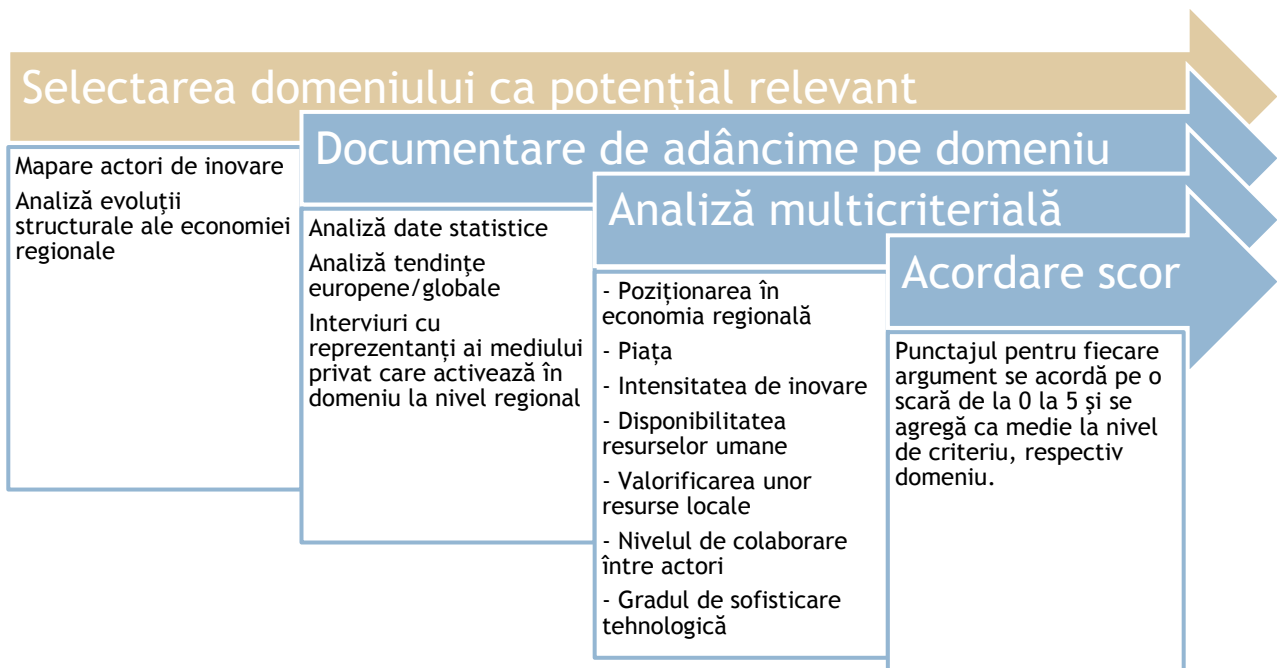 Selectarea domeniului ca potențial relevant
Mapare actori de inovare
Analiză evoluţii
structurale ale economiei
regionale
Documentare de adâncime pe domeniu
Analiză date statistice
Analiză tendinţe
europene/globale
Interviuri cu
reprezentanți ai mediului
privat care activează în
domeniu la nivel regional
Analiză multicriterială
- Poziționarea în
economia regională
- Piața
- Intensitatea de inovare
- Disponibilitatea
resurselor umane
- Valorificarea unor
resurse locale
- Nivelul de colaborare
între actori
- Gradul de sofisticare
tehnologică
Acordare scor
Punctajul pentru fiecare
argument se acordă pe o
scară de la 0 la 5 şi se
agregă ca medie la nivel
de criteriu, respectiv
domeniu.